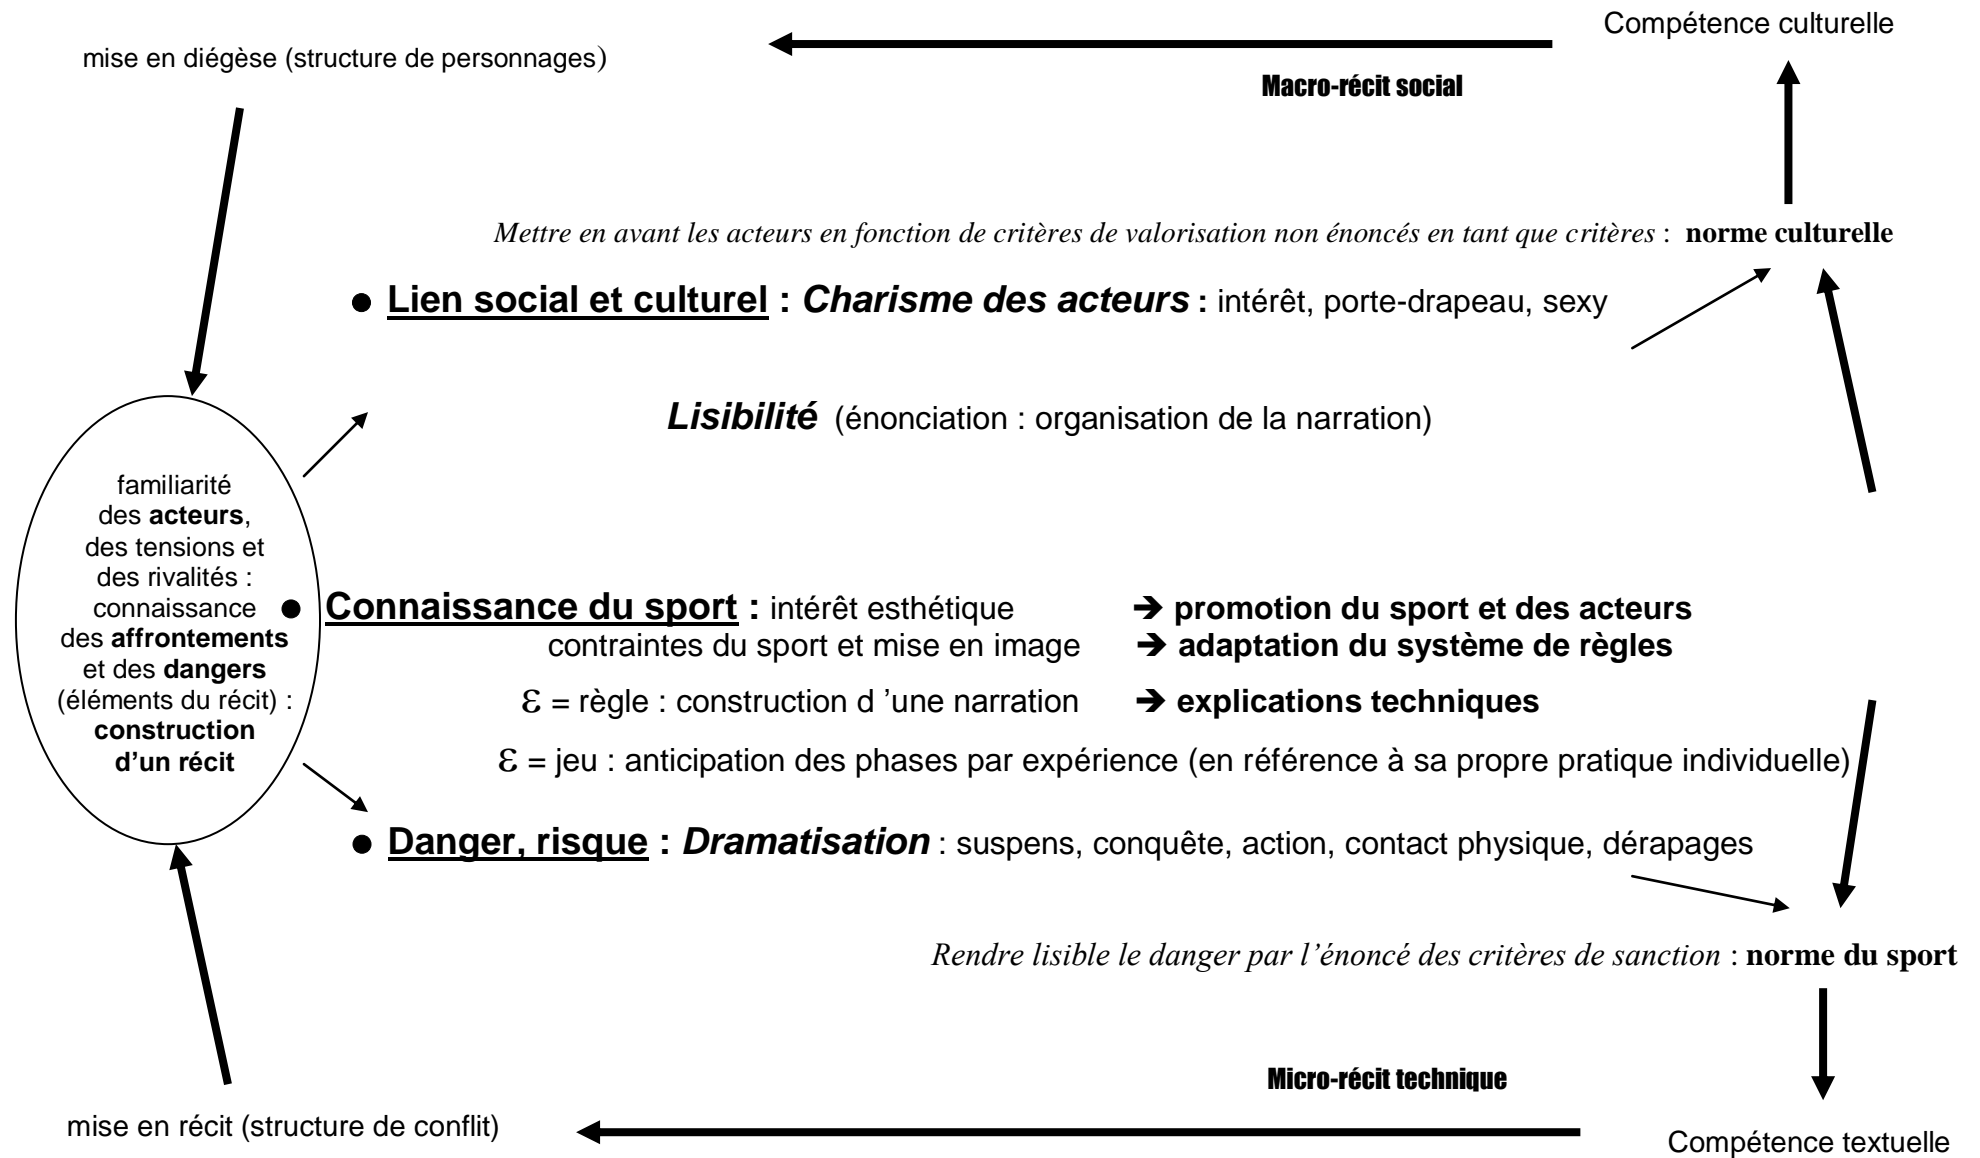 Compétence culturelle
mise en diégèse (structure de personnages)
Macro-récit social
Mettre en avant les acteurs en fonction de critères de valorisation non énoncés en tant que critères : norme culturelle
● Lien social et culturel : Charisme des acteurs : intérêt, porte-drapeau, sexy
Lisibilité (énonciation : organisation de la narration)
familiarité
des acteurs,
des tensions et
des rivalités :
connaissance
des affrontements
et des dangers
(éléments du récit) :
construction
d’un récit
● Connaissance du sport : intérêt esthétique ➔ promotion du sport et des acteurs
contraintes du sport et mise en image ➔ adaptation du système de règles
ε = règle : construction d ’une narration ➔ explications techniques
ε = jeu : anticipation des phases par expérience (en référence à sa propre pratique individuelle)
● Danger, risque : Dramatisation : suspens, conquête, action, contact physique, dérapages
Rendre lisible le danger par l’énoncé des critères de sanction : norme du sport
Micro-récit technique
mise en récit (structure de conflit)
Compétence textuelle